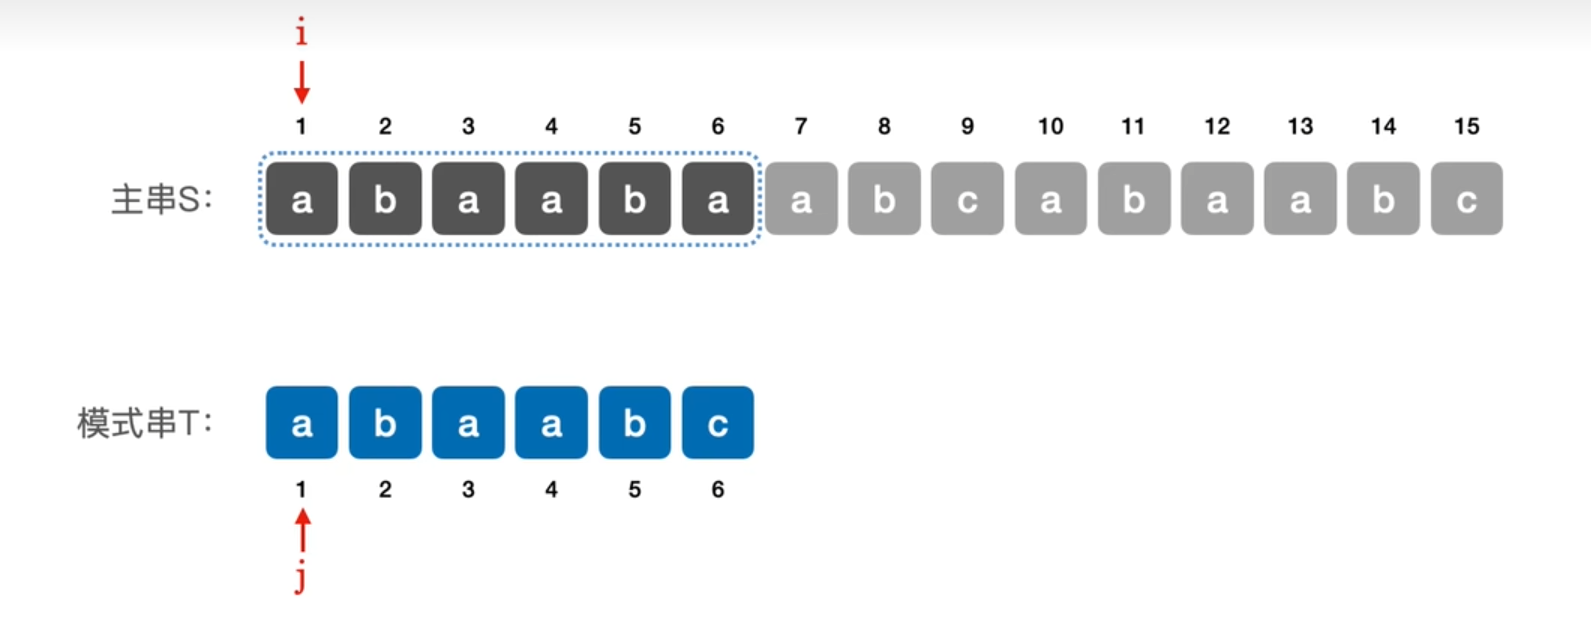 i
1 2 3 4 5 6 7 8 9 10 11 12 13 14 15
主串S: a b a a b a a b c a b a a b c
模式串T: a b a a b c
1 2 3 4 5 6
j